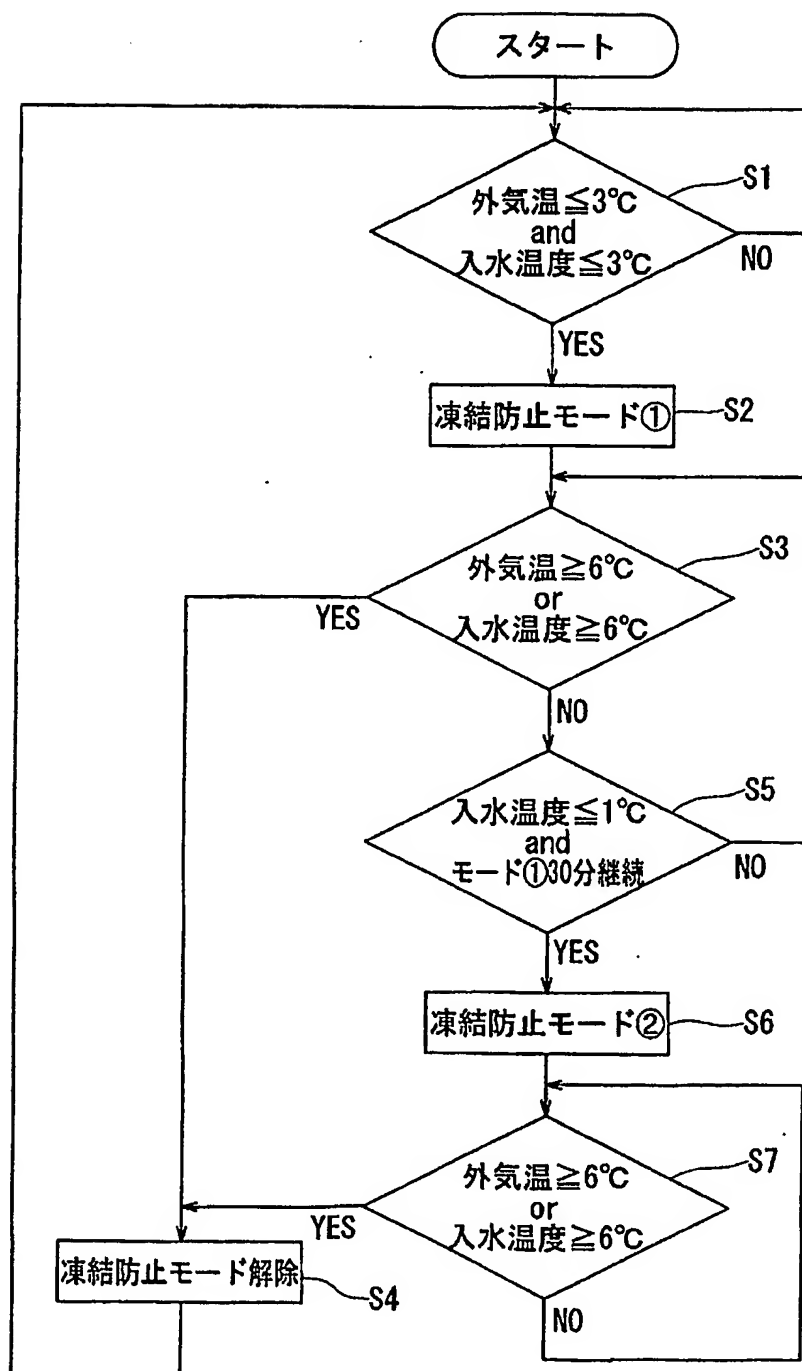 スタート
外気温≦3℃
and
入水温度≦3℃
S1
NO
YES
凍結防止モード①
S2
外気温≧6℃
or
入水温度≧6℃
S3
YES
NO
入水温度≦1℃
and
モード①30分継続
S5
NO
YES
凍結防止モード②
S6
外気温≧6℃
or
入水温度≧6℃
S7
YES
凍結防止モード解除
S4
NO